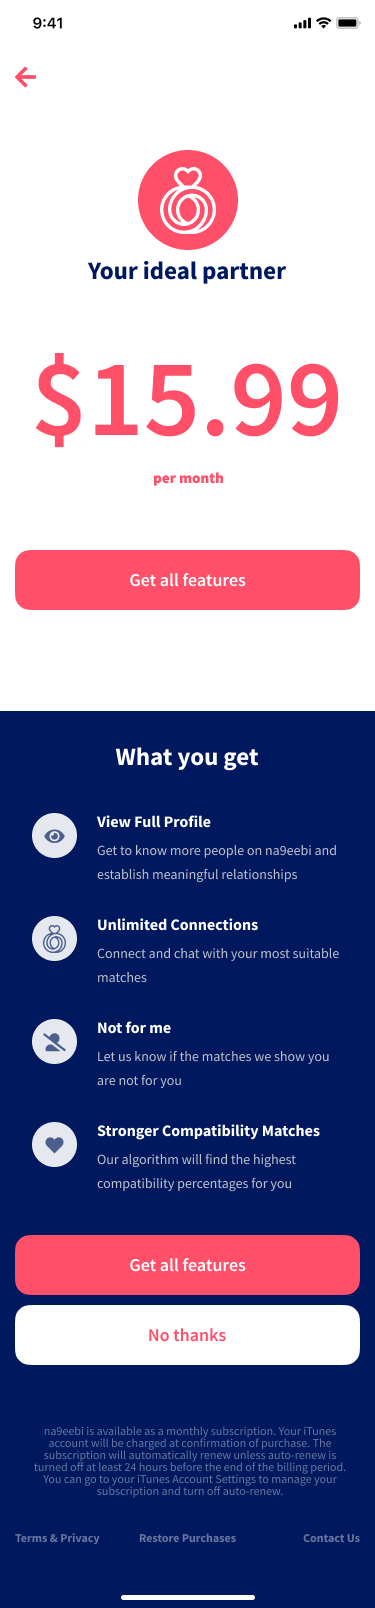 9:41
Your ideal partner
$15.99
per month
Get all features
What you get
View Full Profile
Get to know more people on na9eebi and
establish meaningful relationships
Unlimited Connections
Connect and chat with your most suitable
matches
Not for me
Let us know if the matches we show you
are not for you
Stronger Compatibility Matches
Our algorithm will find the highest
compatibility percentages for you
Get all features
No thanks
na9eebi is available as a monthly subscription. Your iTunes
account will be charged at confirmation of purchase. The
subscription will automatically renew unless auto-renew is
turned off at least 24 hours before the end of the billing period.
You can go to your iTunes Account Settings to manage your
subscription and turn off auto-renew.
Terms & Privacy Restore Purchases Contact Us